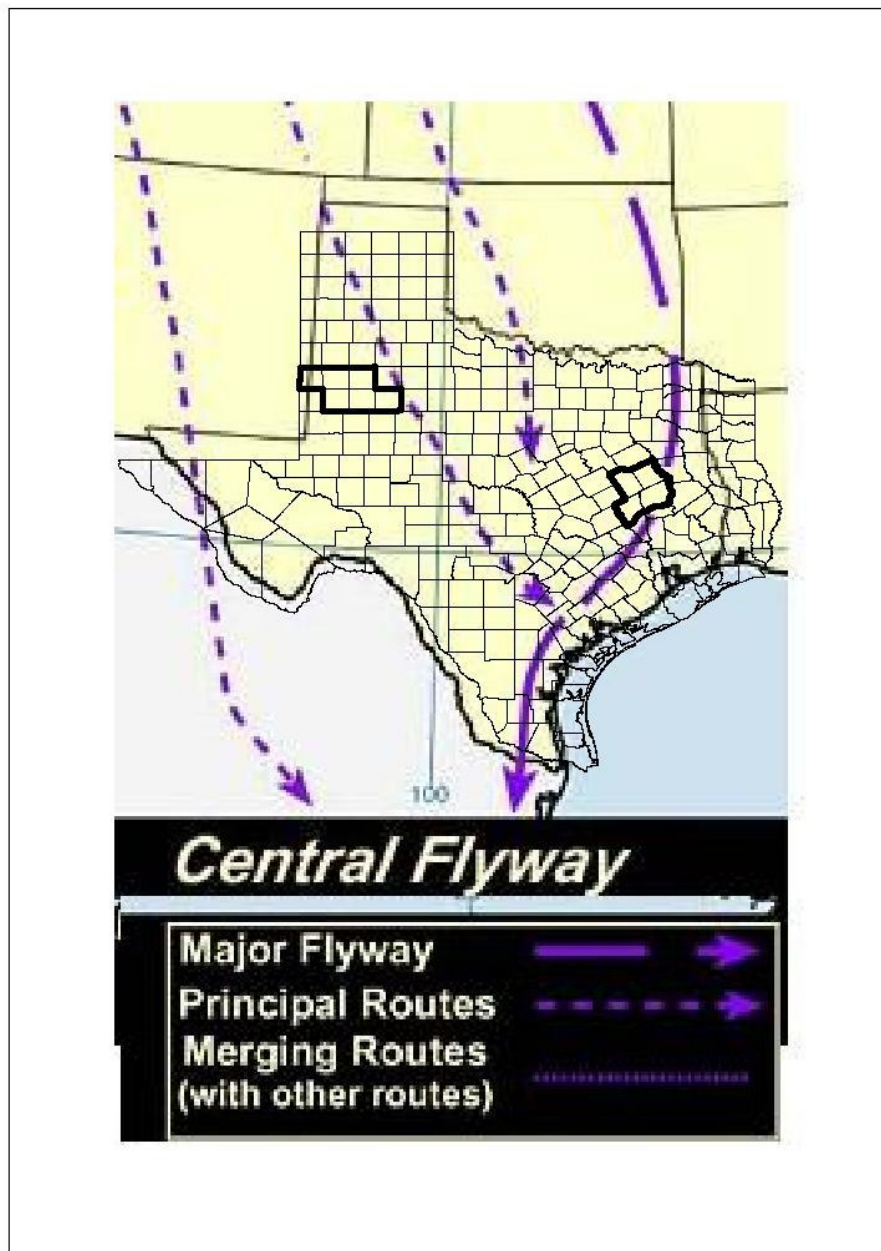 100
Central Flyway
Major Flyway
Principal Routes
Merging Routes
(with other routes)